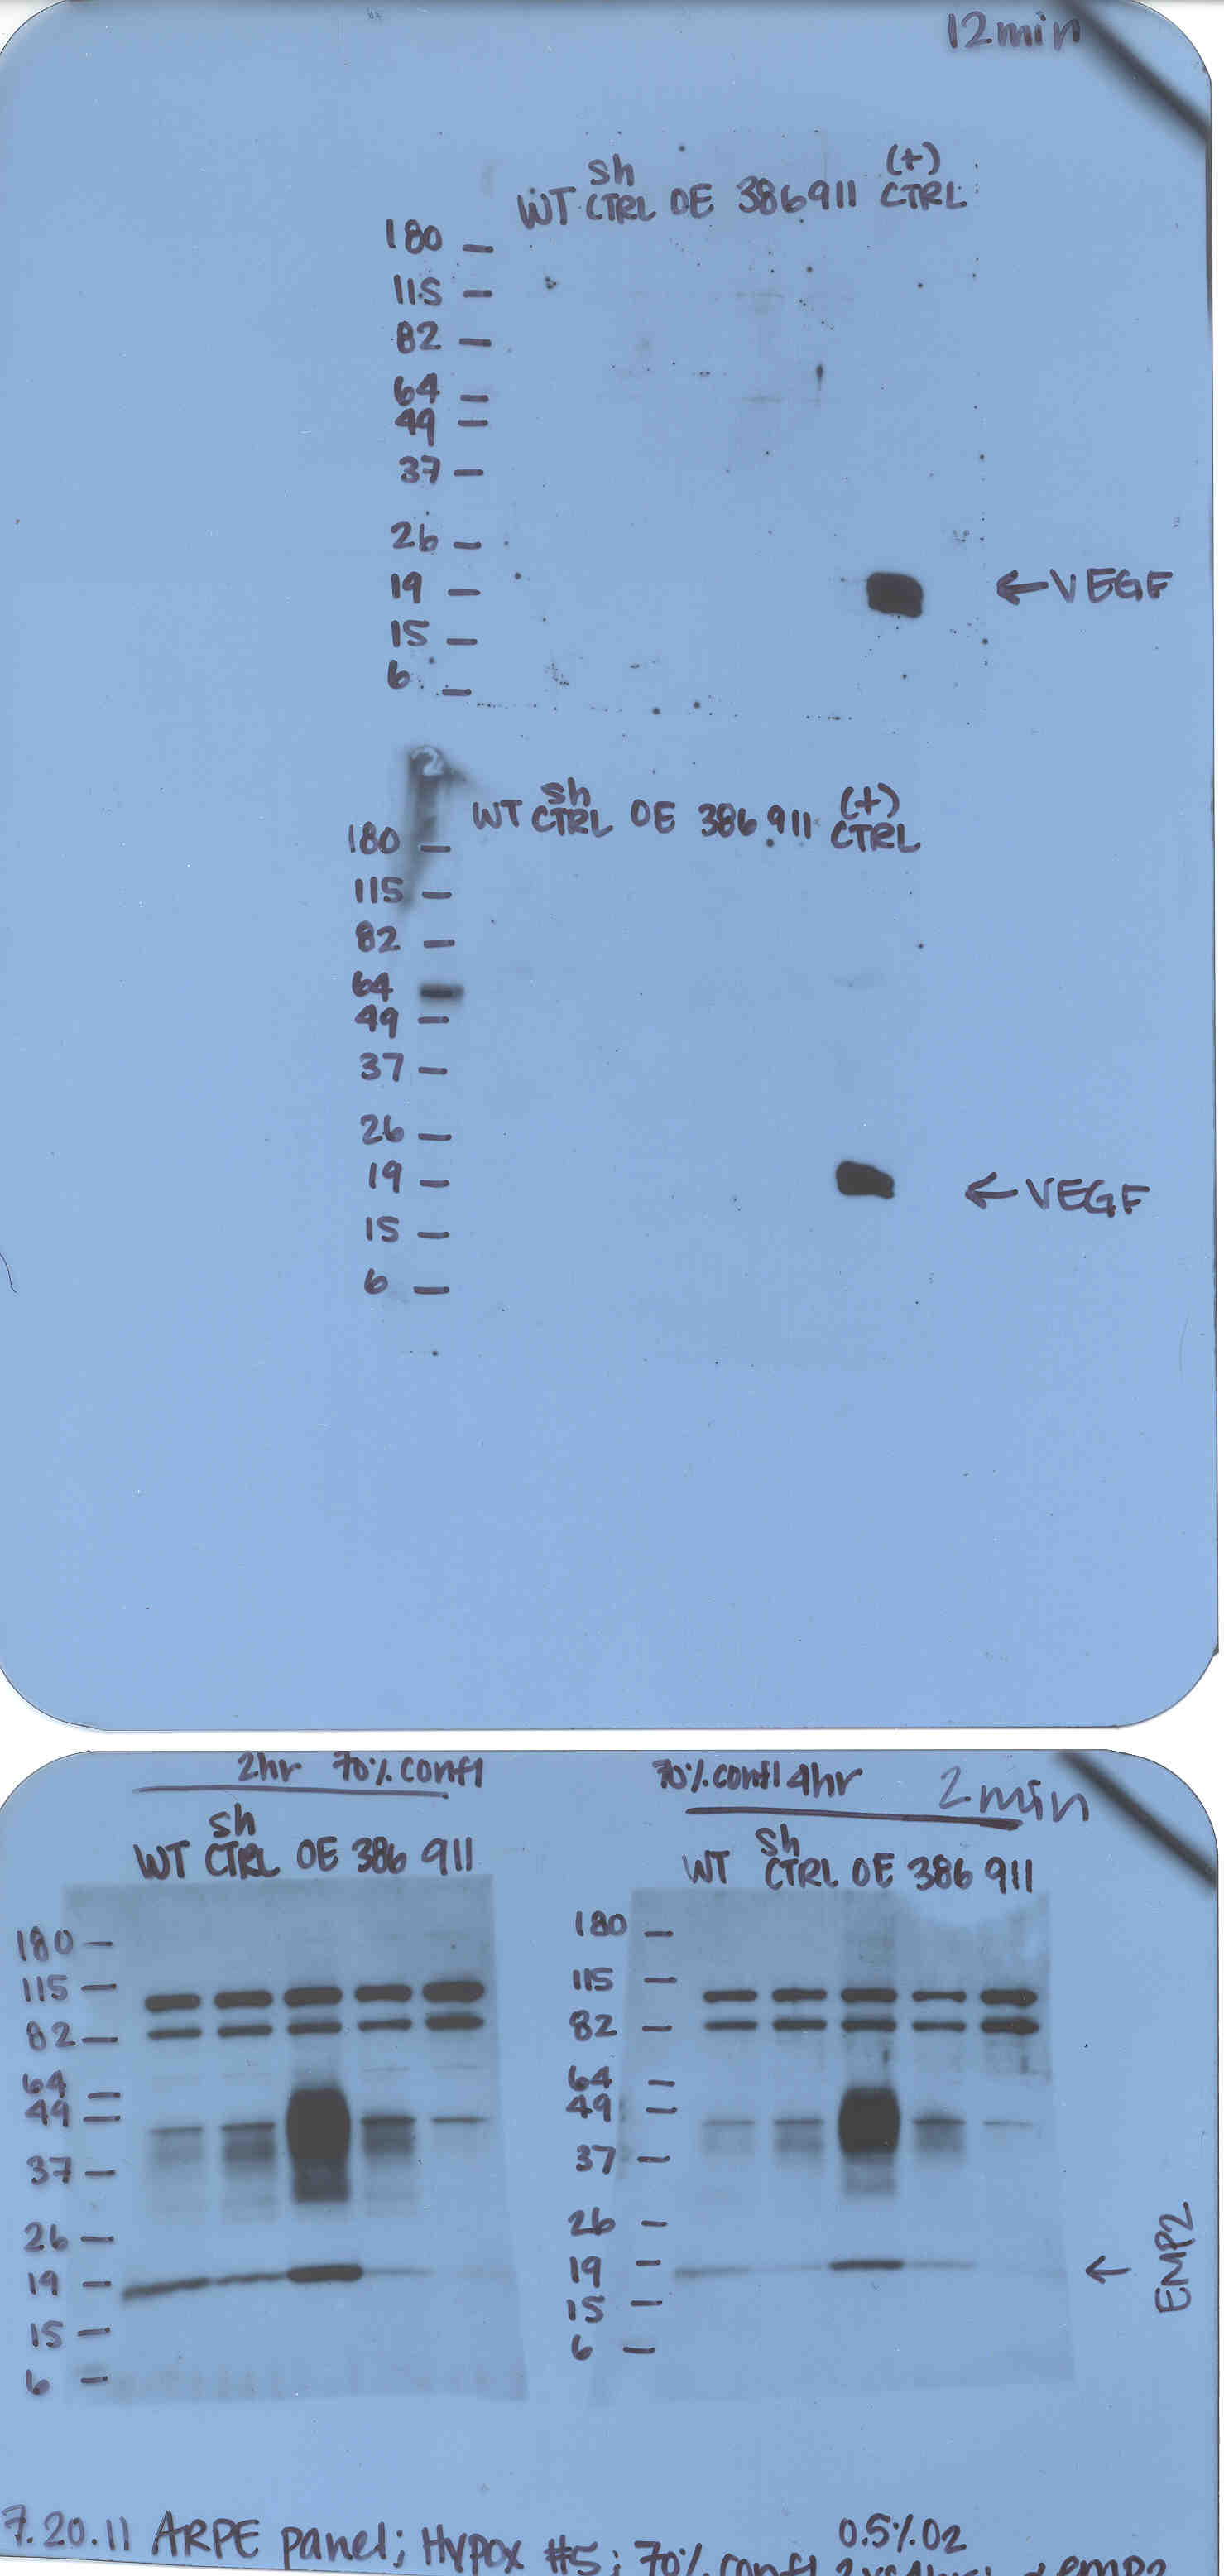 12min
sh (+)
WT CTRL OE 386 911 CTRL
180
115
82
64
49
37
26
19 ← VEGF
15
6
2
sh (+)
WT CTRL OE 386 911 CTRL
180
115
82
64
49
37
26
19 ← VEGF
15
6
2hr 70% confl
sh
WT CTRL OE 386 911
180
115
82
64
49
37
26
19
15
6
70% confl 4hr 2min
sh
WT CTRL OE 386 911
180
115
82
64
49
37
26
19 ← EMP2
15
6
0.5% O2
7.20.11 ARPE panel; Hypox #5; 70% confl